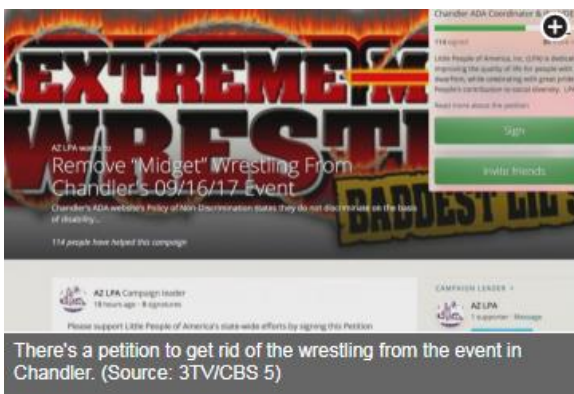 Chandler ADA Coordinator &
114 signed
Little People of America, Inc. (LPA) is dedicated
improving the quality of life for people with
dwarfism, while celebrating with great pride
People's contribution to social diversity. LPA
Read more about the petition
Sign
Invite friends
EXTREME M
WRESTL
BADDEST LIL'
AZ LPA wants to
Remove "Midget" Wrestling From
Chandler's 09/16/17 Event
Chandler's ADA website's Policy of Non-Discrimination states they do not discriminate on the basis
of disability...
114 people have helped this campaign
AZ LPA Campaign leader
18 hours ago · 8 signatures
Please support Little People of America's state-wide efforts by signing this Petition
CAMPAIGN LEADER
AZ LPA
1 supporter · Message
There's a petition to get rid of the wrestling from the event in
Chandler. (Source: 3TV/CBS 5)